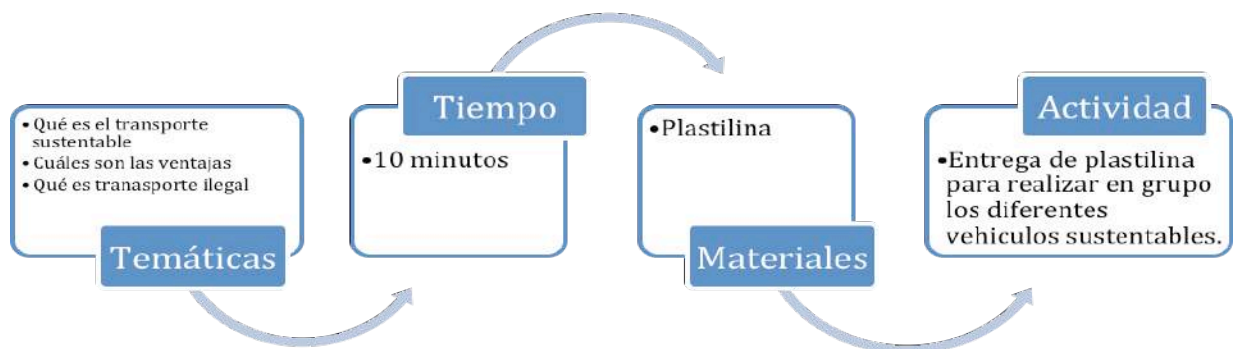 • Qué es el transporte
sustentable
• Cuáles son las ventajas
• Qué es tranasporte ilegal
Temáticas
Tiempo
•10 minutos
•Plastilina
Materiales
Actividad
•Entrega de plastilina
para realizar en grupo
los diferentes
vehiculos sustentables.